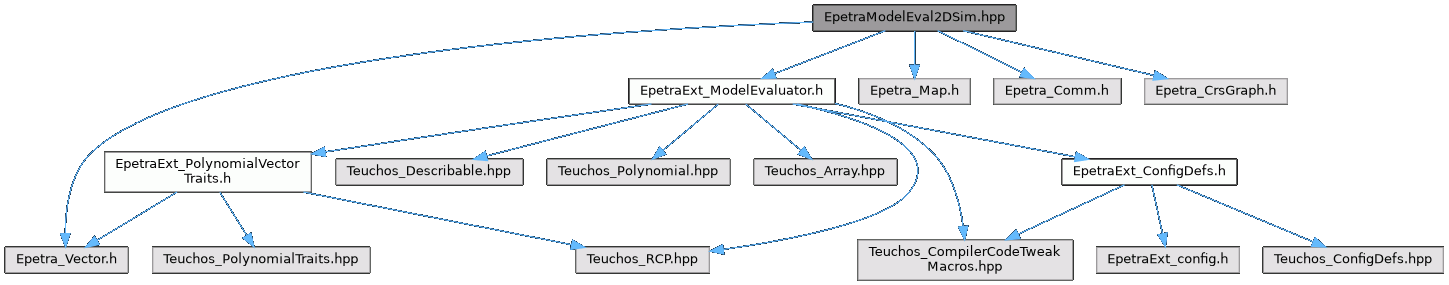 EpetraModelEval2DSim.hpp
EpetraExt_ModelEvaluator.h
Epetra_Map.h
Epetra_Comm.h
Epetra_CrsGraph.h
EpetraExt_PolynomialVector
Traits.h
Teuchos_Describable.hpp
Teuchos_Polynomial.hpp
Teuchos_Array.hpp
EpetraExt_ConfigDefs.h
Epetra_Vector.h
Teuchos_PolynomialTraits.hpp
Teuchos_RCP.hpp
Teuchos_CompilerCodeTweak
Macros.hpp
EpetraExt_config.h
Teuchos_ConfigDefs.hpp